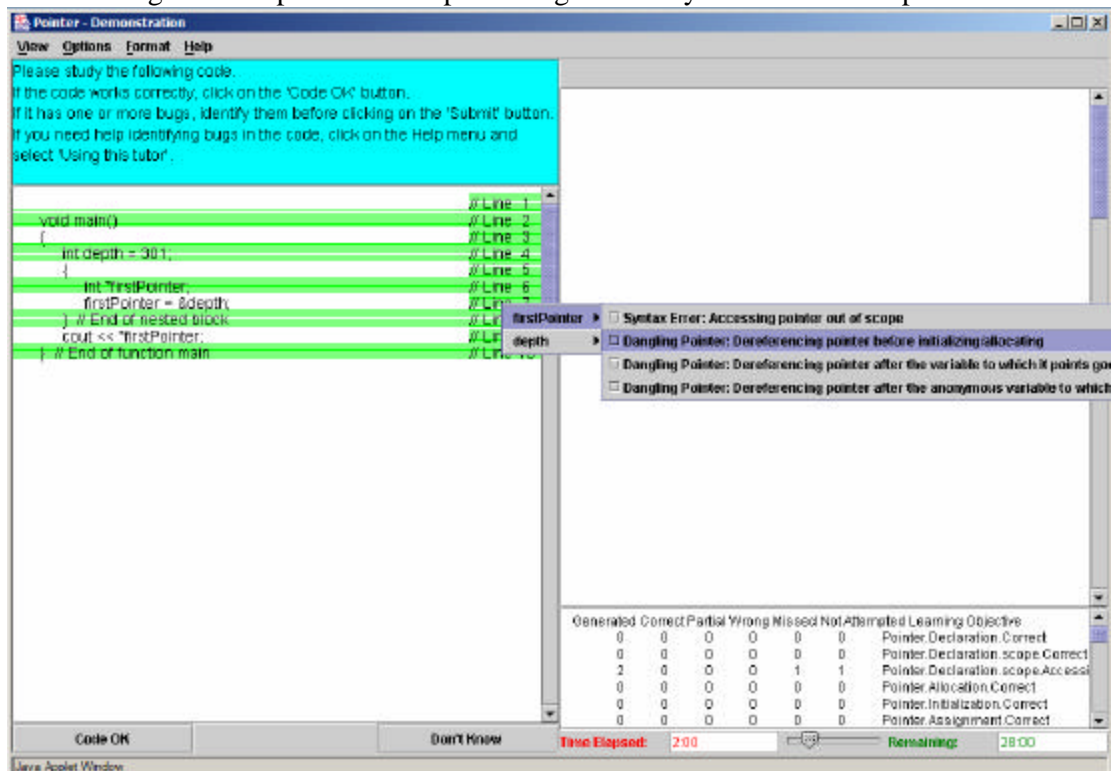 Pointer - Demonstration
View Options Format Help
Please study the following code.
If the code works correctly, click on the 'Code OK' button.
If it has one or more bugs, identify them before clicking on the 'Submit' button.
If you need help identifying bugs in the code, click on the Help menu and
select 'Using this tutor'.
// Line 1
void main() // Line 2
{ // Line 3
int depth = 301; // Line 4
{ // Line 5
int *firstPointer; // Line 6
firstPointer = &depth; // Line 7
} // End of nested block
cout << *firstPointer;
} // End of function main
firstPointer
depth
Syntax Error: Accessing pointer out of scope
Dangling Pointer: Dereferencing pointer before initializing/allocating
Dangling Pointer: Dereferencing pointer after the variable to which it points goe
Dangling Pointer: Dereferencing pointer after the anonymous variable to which
Generated Correct Partial Wrong Missed Not Attempted Learning Objective
0 0 0 0 0 0 Pointer.Declaration.Correct
0 0 0 0 0 0 Pointer.Declaration.scope.Correct
2 0 0 0 1 1 Pointer.Declaration.scope.Accessi
0 0 0 0 0 0 Pointer.Allocation.Correct
0 0 0 0 0 0 Pointer.Initialization.Correct
0 0 0 0 0 0 Pointer.Assignment.Correct
Code OK
Don't Know
Time Elapsed: 2:00
Remaining: 28:00
Java Applet Window